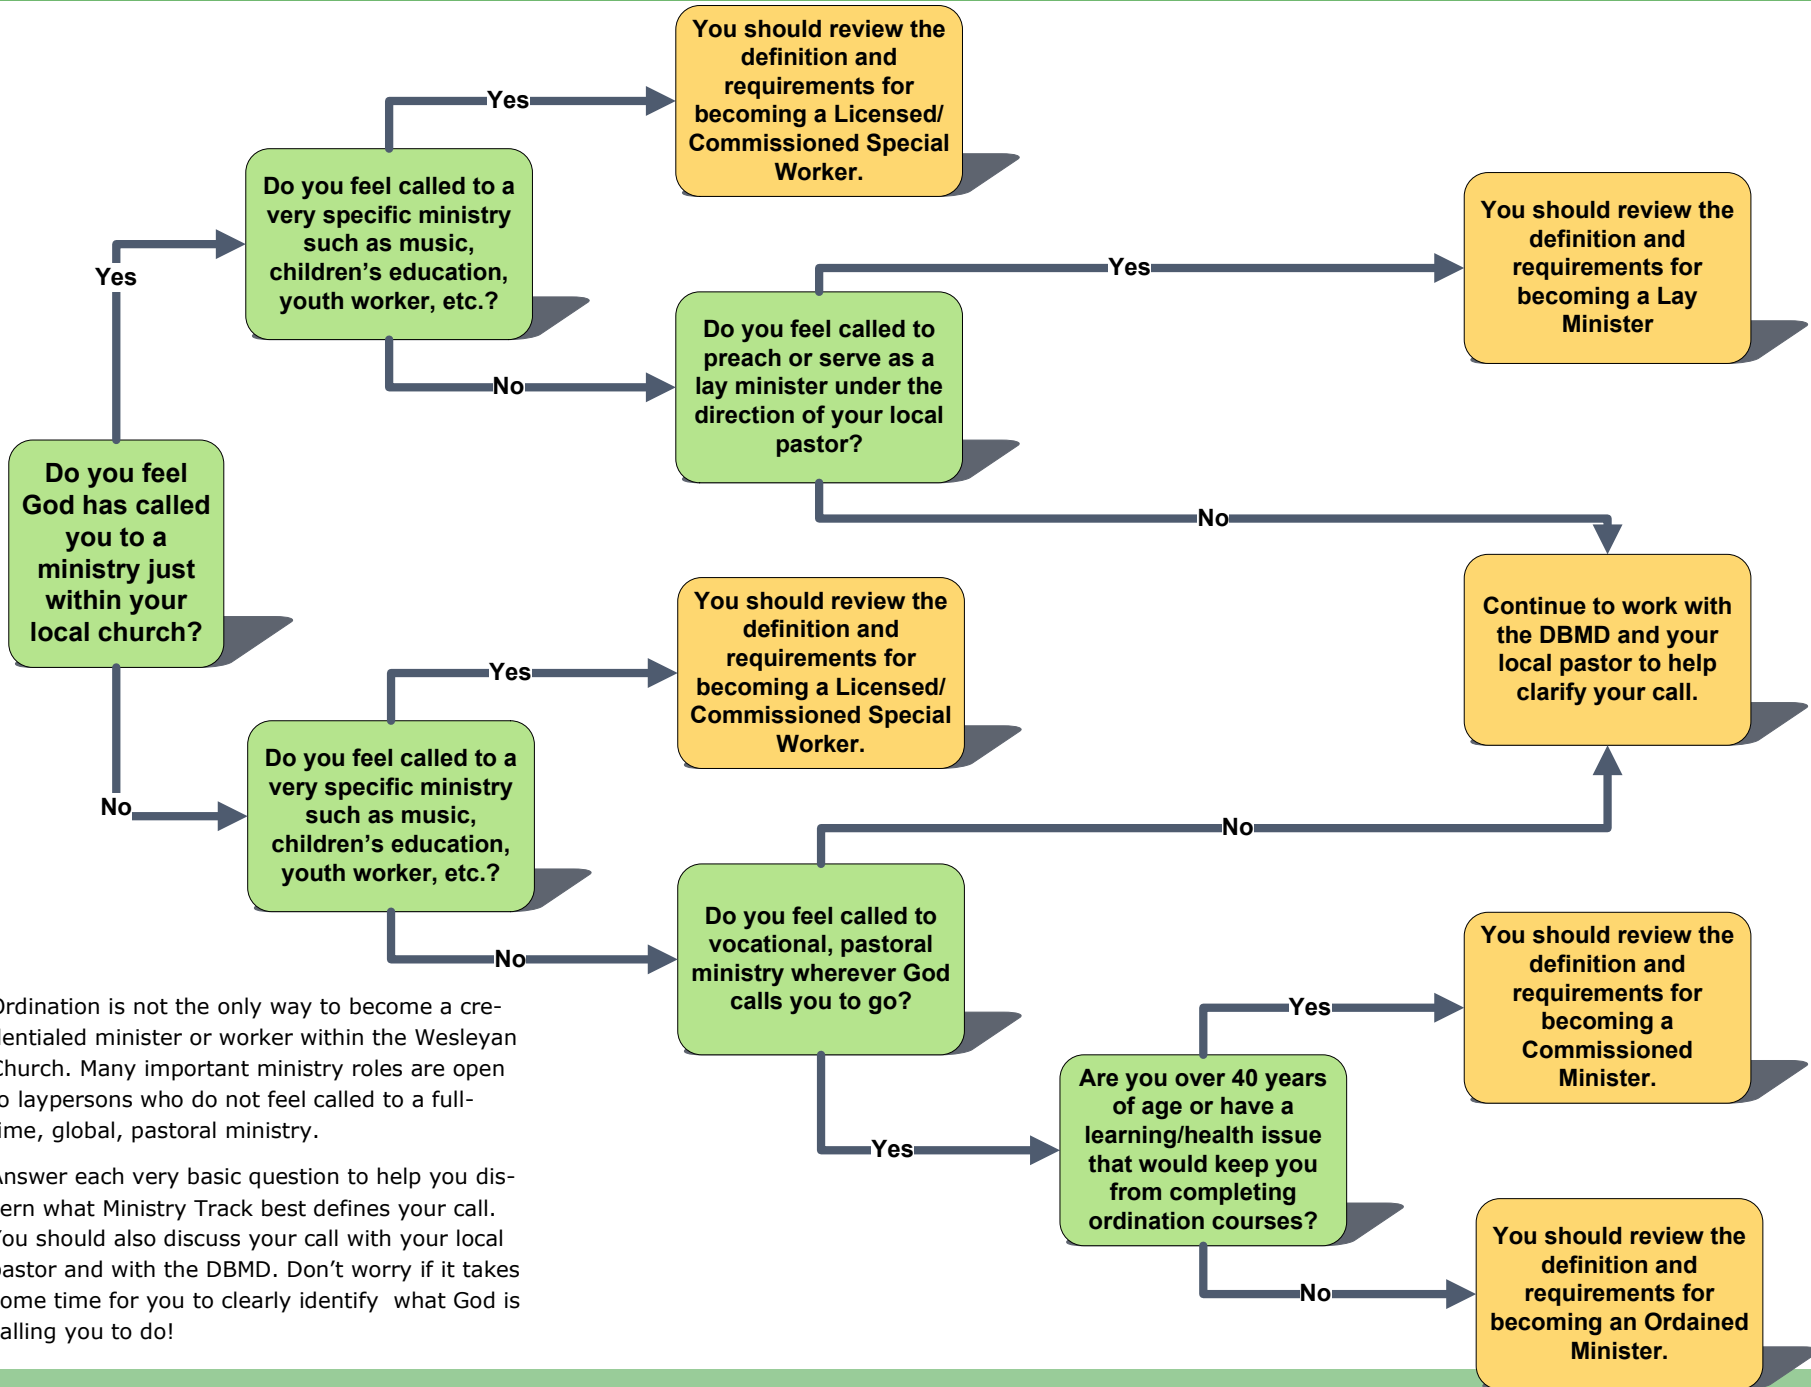 You should review the
definition and
requirements for
becoming a Licensed/
Commissioned Special
Worker.
Yes
Do you feel called to a
very specific ministry
such as music,
children's education,
youth worker, etc.?
Yes
No
You should review the
definition and
requirements for
becoming a Lay
Minister
Yes
Do you feel called to
preach or serve as a
lay minister under the
direction of your local
pastor?
No
Do you feel
God has called
you to a
ministry just
within your
local church?
Continue to work with
the DBMD and your
local pastor to help
clarify your call.
You should review the
definition and
requirements for
becoming a Licensed/
Commissioned Special
Worker.
Yes
No
Do you feel called to a
very specific ministry
such as music,
children's education,
youth worker, etc.?
No
No
Do you feel called to
vocational, pastoral
ministry wherever God
calls you to go?
Yes
You should review the
definition and
requirements for
becoming a
Commissioned
Minister.
Yes
Are you over 40 years
of age or have a
learning/health issue
that would keep you
from completing
ordination courses?
No
You should review the
definition and
requirements for
becoming an Ordained
Minister.
Ordination is not the only way to become a cre-
dentialed minister or worker within the Wesleyan
Church. Many important ministry roles are open
to laypersons who do not feel called to a full-
time, global, pastoral ministry.
Answer each very basic question to help you dis-
cern what Ministry Track best defines your call.
You should also discuss your call with your local
pastor and with the DBMD. Don't worry if it takes
some time for you to clearly identify what God is
calling you to do!